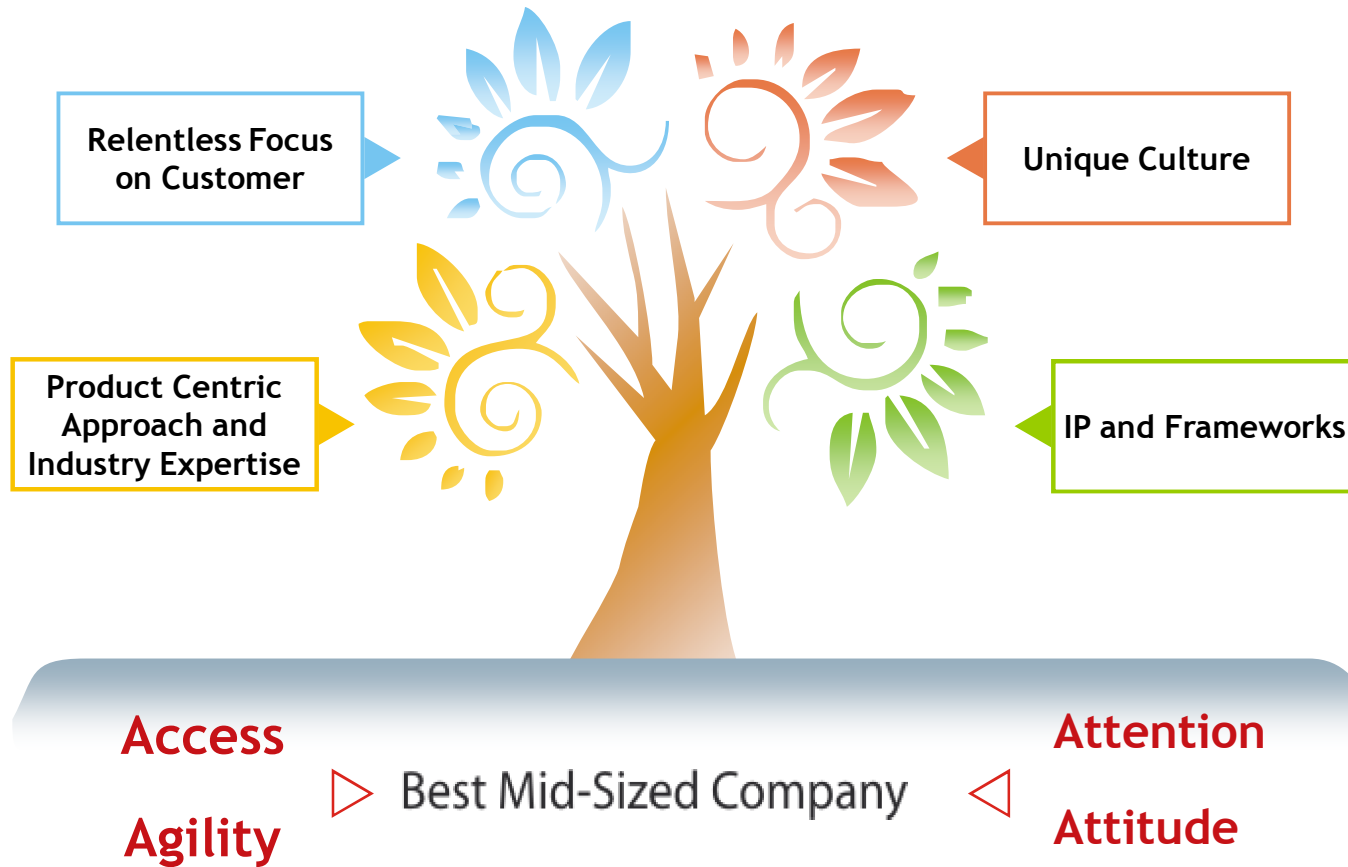 Relentless Focus
on Customer
Unique Culture
Product Centric
Approach and
Industry Expertise
IP and Frameworks
Access
Attention
Best Mid-Sized Company
Agility
Attitude